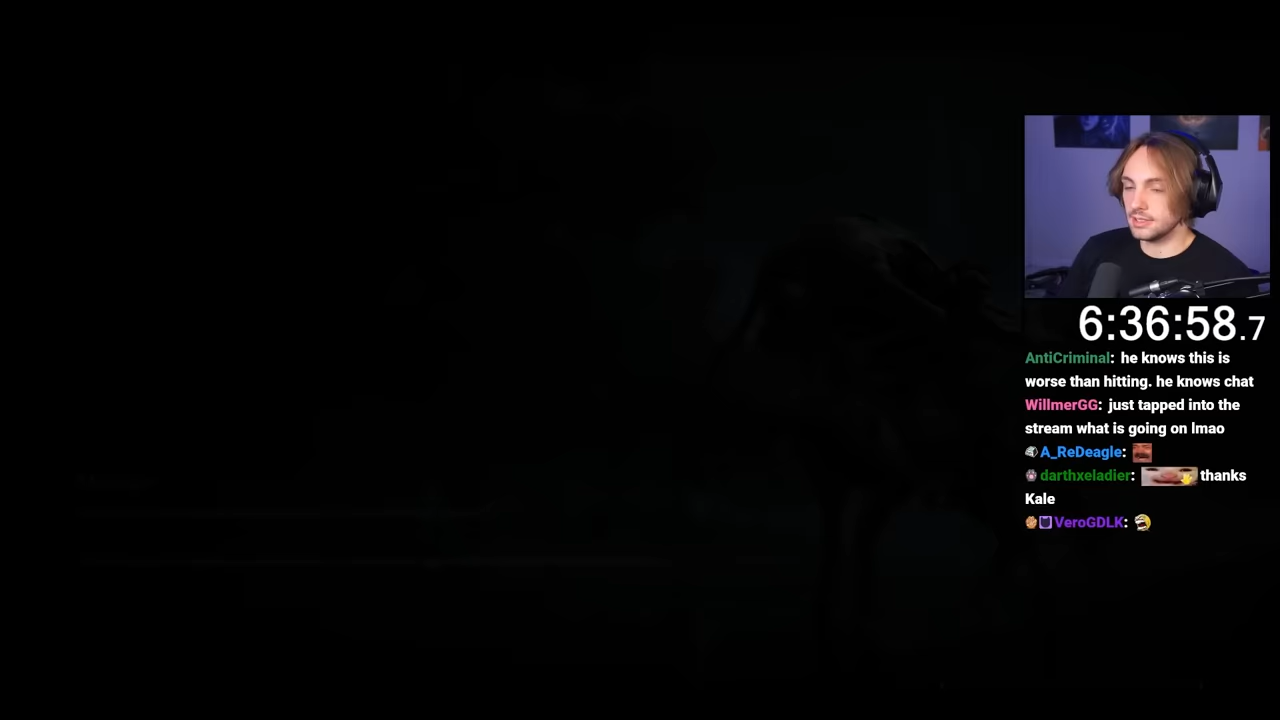 6:36:58.7
AntiCriminal: he knows this is
worse than hitting. he knows chat
WillmerGG: just tapped into the
stream what is going on lmao
A_ReDeagle:
darthxeladier: thanks
Kale
VeroGDLK: